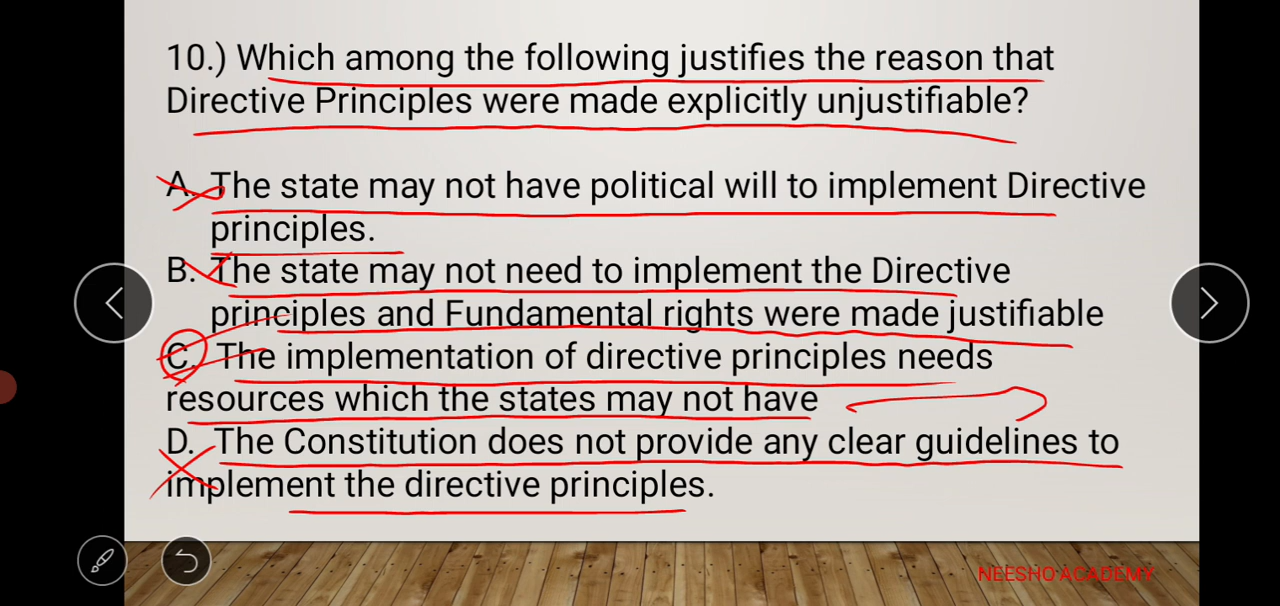 10.) Which among the following justifies the reason that
Directive Principles were made explicitly unjustifiable?
A. The state may not have political will to implement Directive
principles.
B. The state may not need to implement the Directive
principles and Fundamental rights were made justifiable
C. The implementation of directive principles needs
resources which the states may not have
D. The Constitution does not provide any clear guidelines to
implement the directive principles.
NEESHO ACADEMY